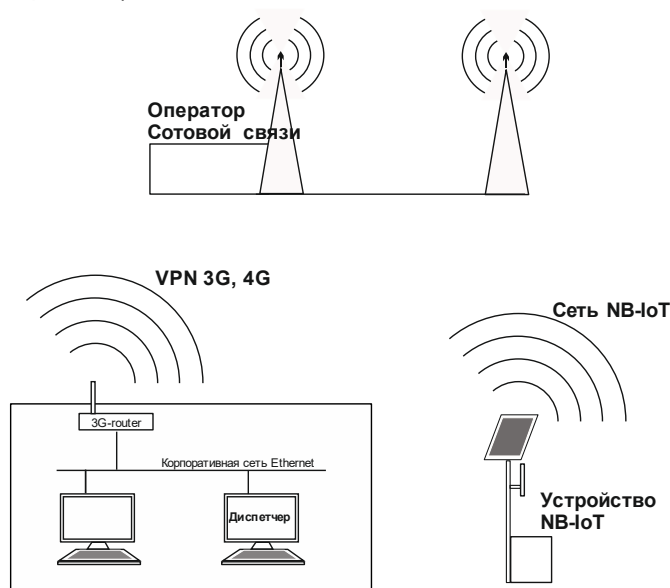 Оператор
Сотовой связи
VPN 3G, 4G
Сеть NB-IoT
3G-router
Корпоративная сеть Ethernet
Диспетчер
Устройство
NB-IoT